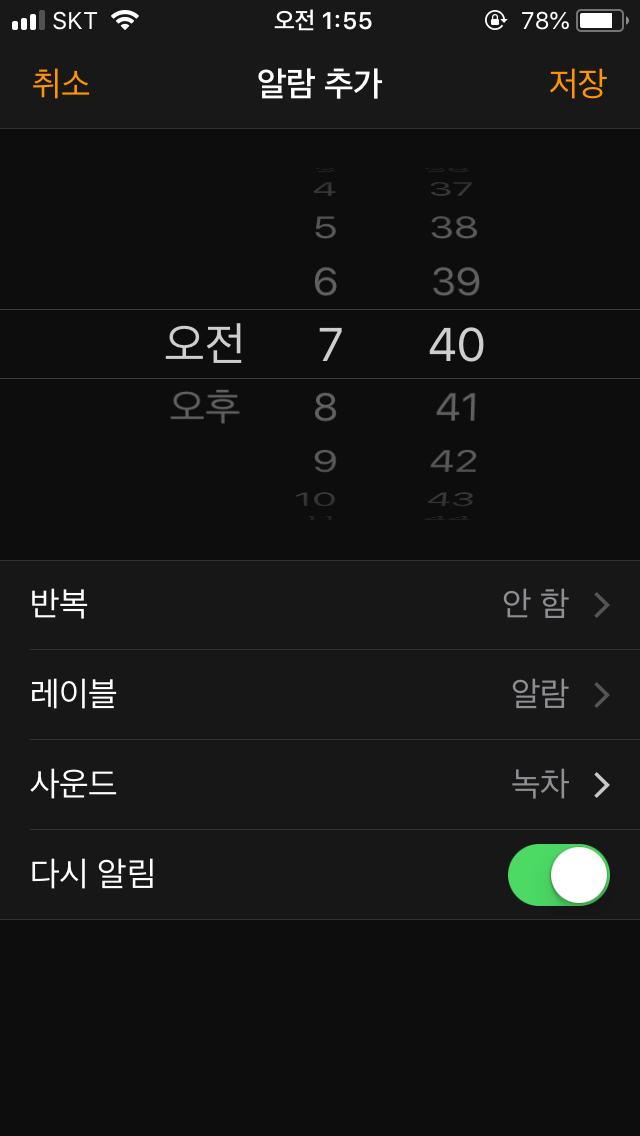 SKT 오전 1:55 78%
취소 알람 추가 저장
4 37
5 38
6 39
오전 7 40
오후 8 41
9 42
10 43
반복 안 함
레이블 알람
사운드 녹차
다시 알림